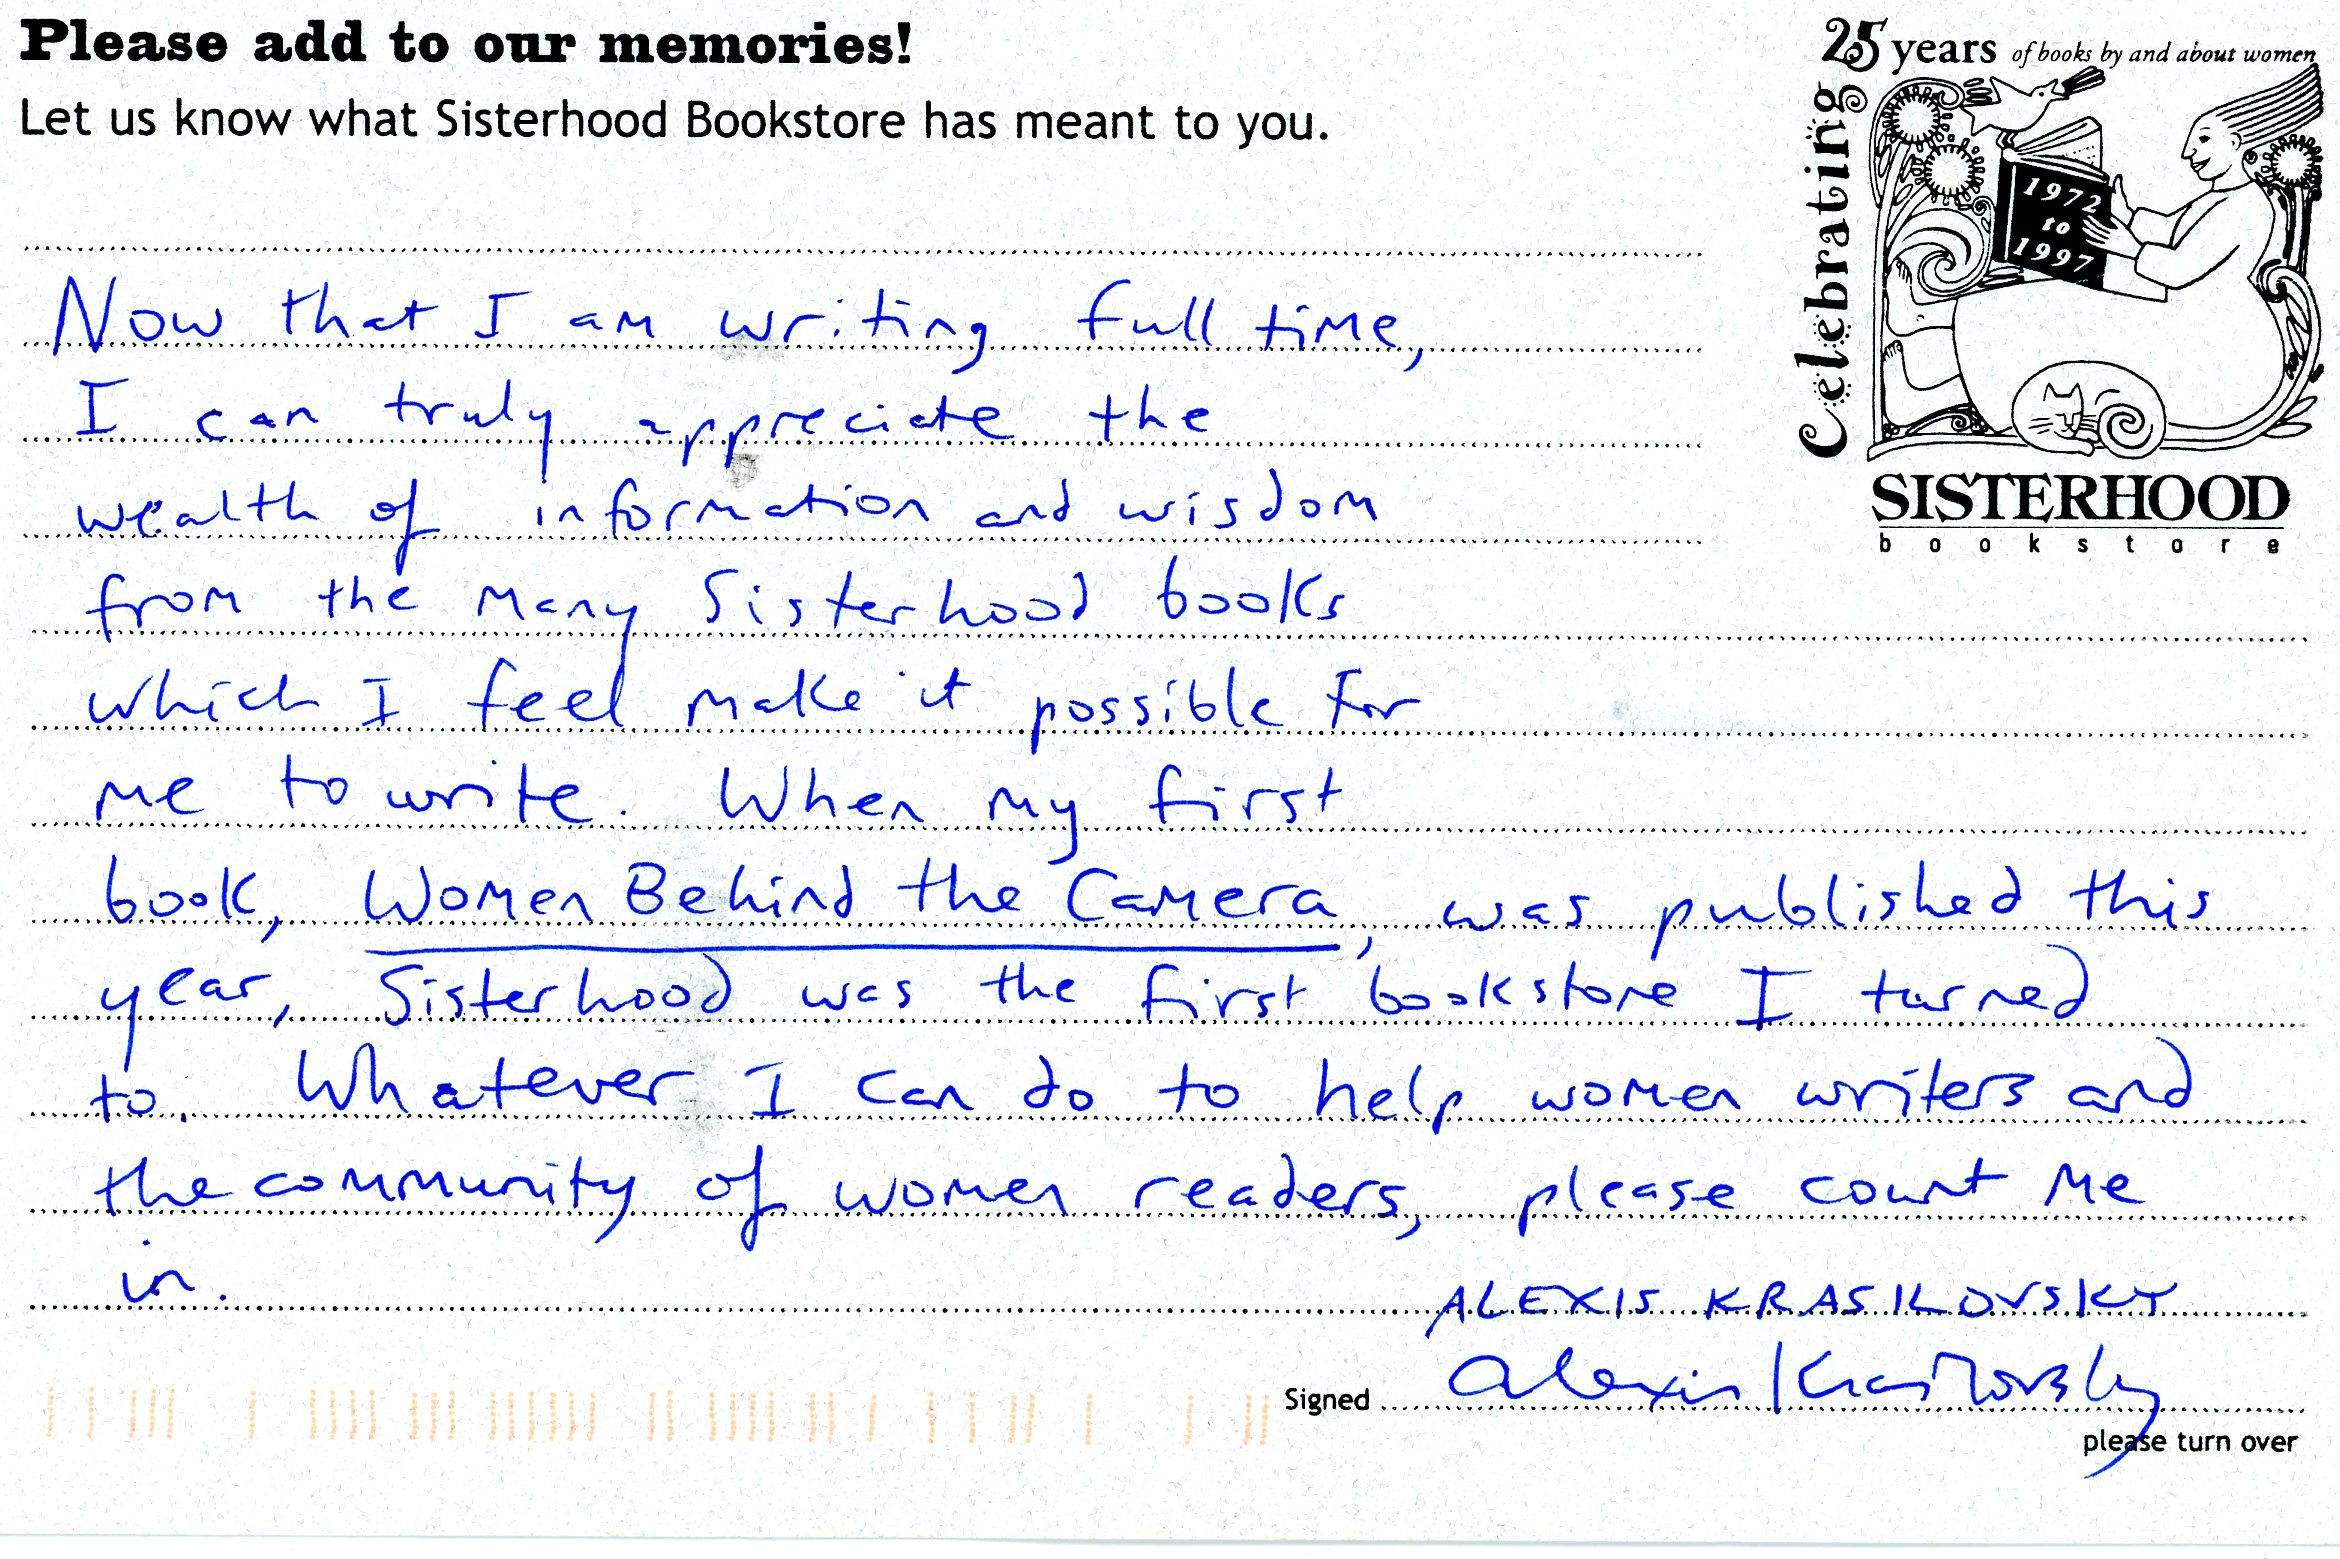 Please add to our memories!
Let us know what Sisterhood Bookstore has meant to you.
25 years of books by and about women
Celebrating
1972
to
1997
SISTERHOOD
bookstore
Now that I am writing full time,
I can truly appreciate the
wealth of information and wisdom
from the many Sisterhood books
which I feel make it possible for
me to write. When my first
book, Women Behind the Camera, was published this
year, Sisterhood was the first bookstore I turned
to. Whatever I can do to help women writers and
the community of women readers, please count me
in.
ALEXIS KRASILOVSKY
Signed Alexis Krasilovsky
please turn over